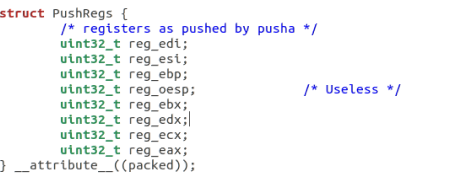 struct PushRegs {
        /* registers as pushed by pusha */
        uint32_t reg_edi;
        uint32_t reg_esi;
        uint32_t reg_ebp;
        uint32_t reg_oesp;              /* Useless */
        uint32_t reg_ebx;
        uint32_t reg_edx;
        uint32_t reg_ecx;
        uint32_t reg_eax;
} __attribute__((packed));